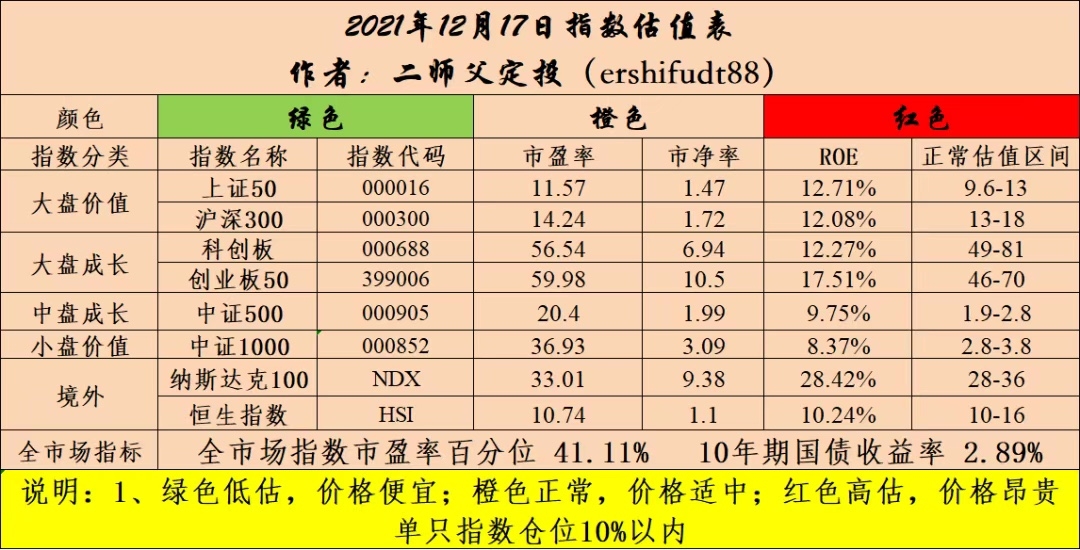 2021年12月17日指数估值表
作者：二师父定投（ershifudt88）
颜色 绿色 橙色 红色
指数分类 指数名称 指数代码 市盈率 市净率 ROE 正常估值区间
大盘价值 上证50 000016 11.57 1.47 12.71% 9.6-13
沪深300 000300 14.24 1.72 12.08% 13-18
大盘成长 科创板 000688 56.54 6.94 12.27% 49-81
创业板50 399006 59.98 10.5 17.51% 46-70
中盘成长 中证500 000905 20.4 1.99 9.75% 1.9-2.8
小盘价值 中证1000 000852 36.93 3.09 8.37% 2.8-3.8
境外 纳斯达克100 NDX 33.01 9.38 28.42% 28-36
恒生指数 HSI 10.74 1.1 10.24% 10-16
全市场指标 全市场指数市盈率百分位 41.11% 10年期国债收益率 2.89%
说明：1、绿色低估，价格便宜；橙色正常，价格适中；红色高估，价格昂贵
单只指数仓位10%以内